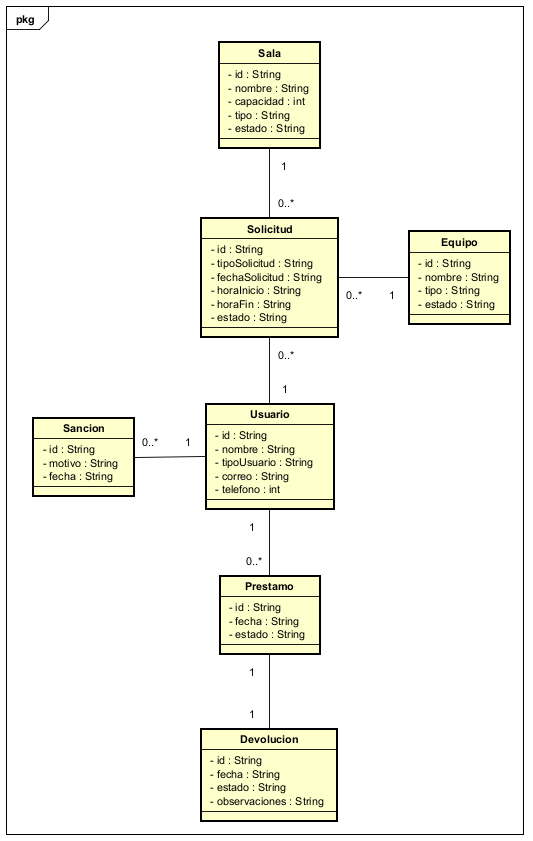 pkg
Sala
- id : String
- nombre : String
- capacidad : int
- tipo : String
- estado : String
1
0..*
Solicitud
- id : String
- tipoSolicitud : String
- fechaSolicitud : String
- horaInicio : String
- horaFin : String
- estado : String
Equipo
- id : String
- nombre : String
- tipo : String
- estado : String
0..*
1
0..*
1
Sancion
- id : String
- motivo : String
- fecha : String
0..*
1
Usuario
- id : String
- nombre : String
- tipoUsuario : String
- correo : String
- telefono : int
1
0..*
Prestamo
- id : String
- fecha : String
- estado : String
1
1
Devolucion
- id : String
- fecha : String
- estado : String
- observaciones : String